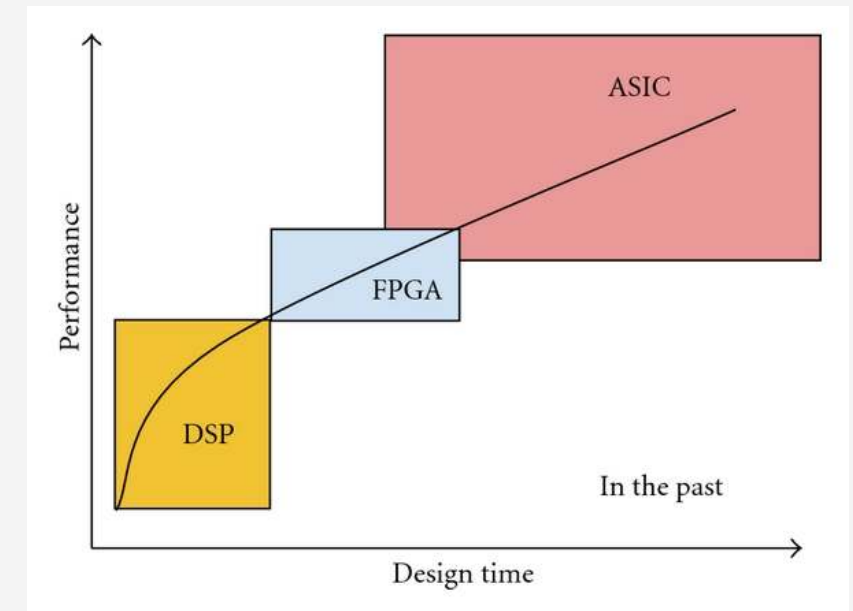 ASIC
Performance
FPGA
DSP
In the past
Design time